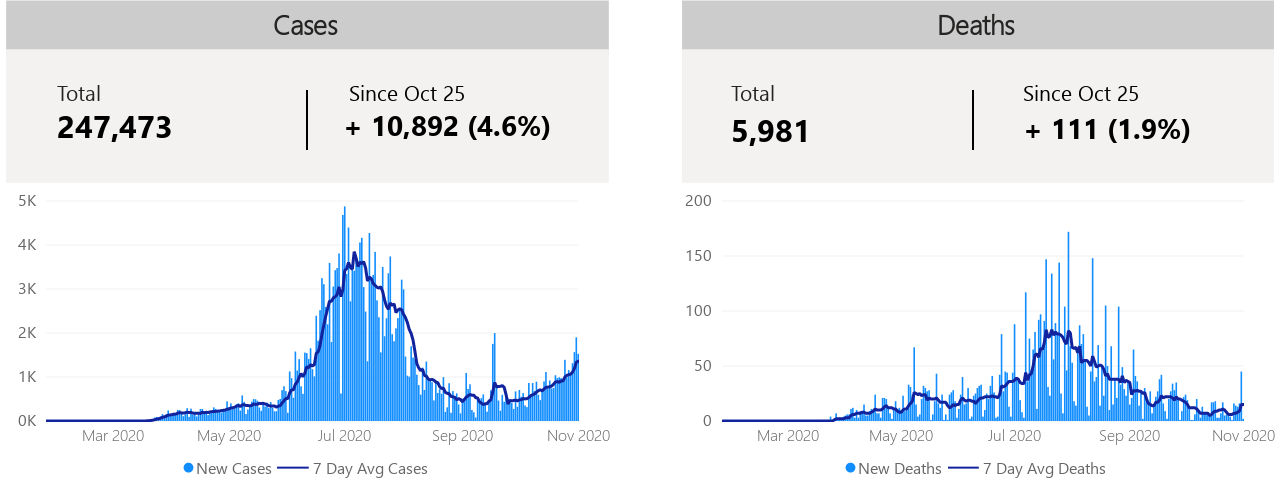 Cases
Total
Since Oct 25
247,473
+ 10,892 (4.6%)
5K
4K
3K
2K
1K
0K
Mar 2020
May 2020
Jul 2020
Sep 2020
Nov 2020
New Cases
7 Day Avg Cases
Deaths
Total
Since Oct 25
5,981
+ 111 (1.9%)
200
150
100
50
0
Mar 2020
May 2020
Jul 2020
Sep 2020
Nov 2020
New Deaths
7 Day Avg Deaths